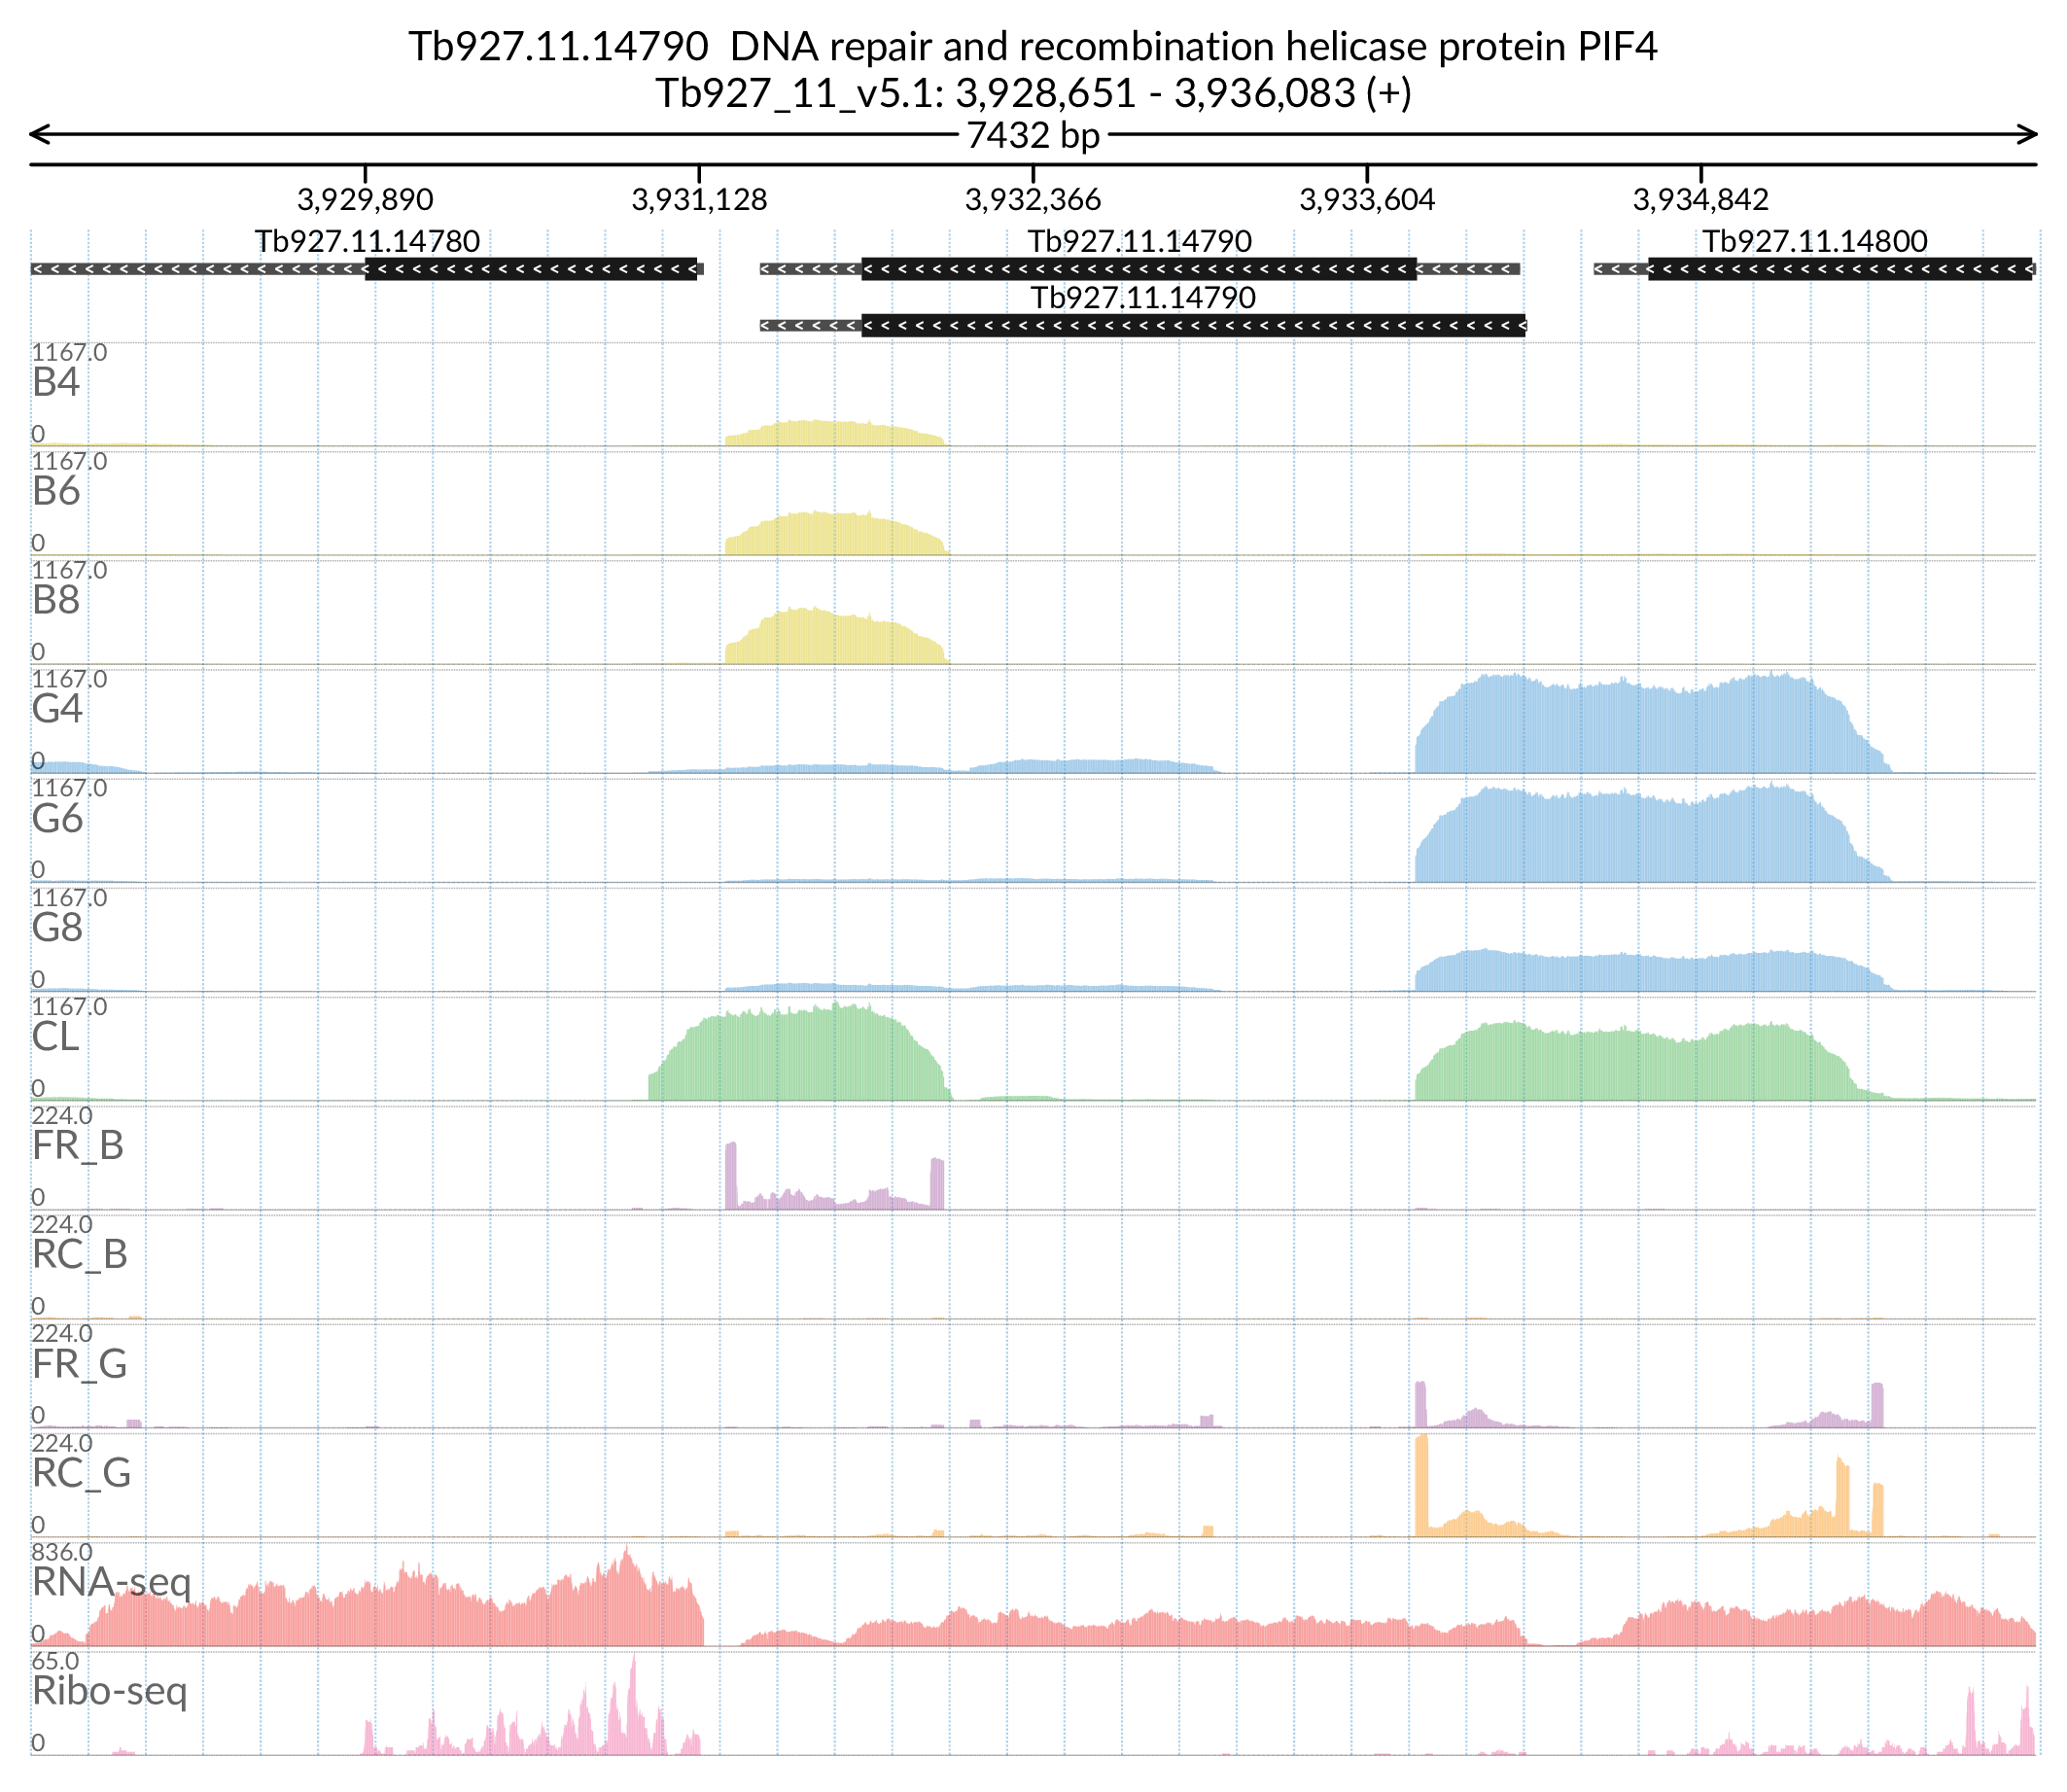 Tb927.11.14790  DNA repair and recombination helicase protein PIF4
Tb927_11_v5.1: 3,928,651 - 3,936,083 (+)
7432 bp
3,929,890 3,931,128 3,932,366 3,933,604 3,934,842
Tb927.11.14780 Tb927.11.14790 Tb927.11.14800
Tb927.11.14790
1167.0
B4
0
1167.0
B6
0
1167.0
B8
0
1167.0
G4
0
1167.0
G6
0
1167.0
G8
0
1167.0
CL
0
224.0
FR_B
0
224.0
RC_B
0
224.0
FR_G
0
224.0
RC_G
0
836.0
RNA-seq
0
65.0
Ribo-seq
0